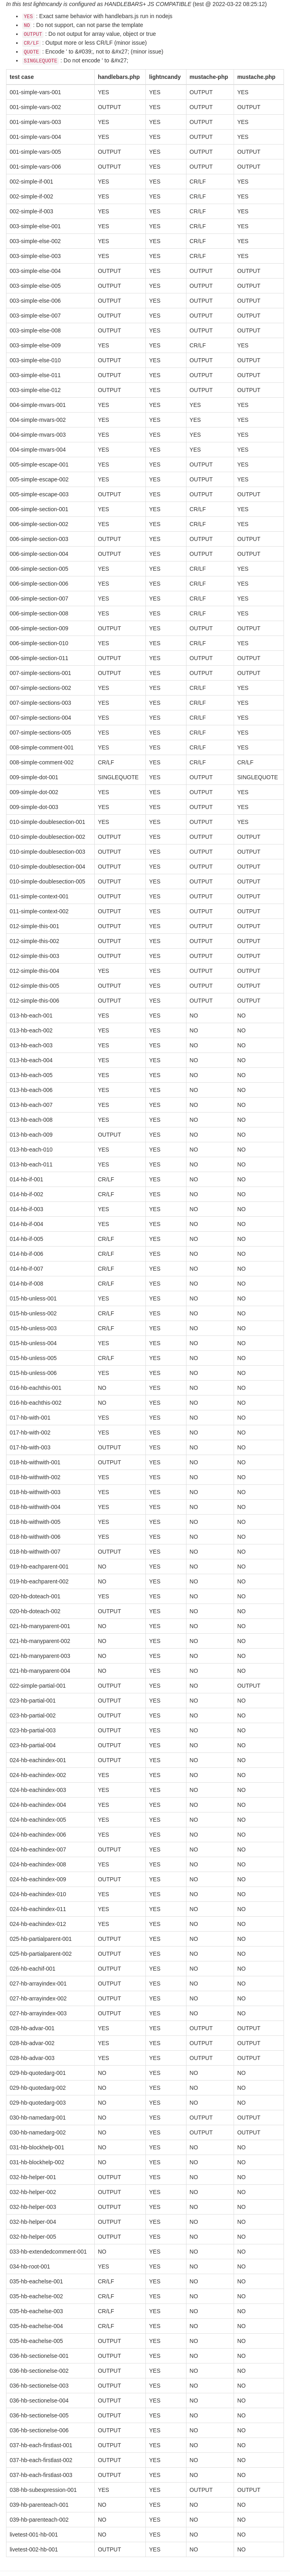 In this test lightncandy is configured as HANDLEBARS+ JS COMPATIBLE (test @ 2022-03-22 08:25:12)
YES : Exact same behavior with handlebars.js run in nodejs
NO : Do not support, can not parse the template
OUTPUT : Do not output for array value, object or true
CR/LF : Output more or less CR/LF (minor issue)
QUOTE : Encode ' to &#039;, not to &#x27; (minor issue)
SINGLEQUOTE : Do not encode ' to &#x27;
test case handlebars.php lightncandy mustache-php mustache.php
001-simple-vars-001 YES YES OUTPUT YES
001-simple-vars-002 OUTPUT YES OUTPUT OUTPUT
001-simple-vars-003 YES YES OUTPUT YES
001-simple-vars-004 YES YES OUTPUT YES
001-simple-vars-005 OUTPUT YES OUTPUT OUTPUT
001-simple-vars-006 OUTPUT YES OUTPUT OUTPUT
002-simple-if-001 YES YES CR/LF YES
002-simple-if-002 YES YES CR/LF YES
002-simple-if-003 YES YES CR/LF YES
003-simple-else-001 YES YES CR/LF YES
003-simple-else-002 YES YES CR/LF YES
003-simple-else-003 YES YES CR/LF YES
003-simple-else-004 OUTPUT YES OUTPUT OUTPUT
003-simple-else-005 OUTPUT YES OUTPUT OUTPUT
003-simple-else-006 OUTPUT YES OUTPUT OUTPUT
003-simple-else-007 OUTPUT YES OUTPUT OUTPUT
003-simple-else-008 OUTPUT YES OUTPUT OUTPUT
003-simple-else-009 YES YES CR/LF YES
003-simple-else-010 OUTPUT YES OUTPUT OUTPUT
003-simple-else-011 OUTPUT YES OUTPUT OUTPUT
003-simple-else-012 OUTPUT YES OUTPUT OUTPUT
004-simple-mvars-001 YES YES YES YES
004-simple-mvars-002 YES YES YES YES
004-simple-mvars-003 YES YES YES YES
004-simple-mvars-004 YES YES YES YES
005-simple-escape-001 YES YES OUTPUT YES
005-simple-escape-002 YES YES OUTPUT YES
005-simple-escape-003 OUTPUT YES OUTPUT OUTPUT
006-simple-section-001 YES YES CR/LF YES
006-simple-section-002 YES YES CR/LF YES
006-simple-section-003 OUTPUT YES OUTPUT OUTPUT
006-simple-section-004 OUTPUT YES OUTPUT OUTPUT
006-simple-section-005 YES YES CR/LF YES
006-simple-section-006 YES YES CR/LF YES
006-simple-section-007 YES YES CR/LF YES
006-simple-section-008 YES YES CR/LF YES
006-simple-section-009 OUTPUT YES OUTPUT OUTPUT
006-simple-section-010 YES YES CR/LF YES
006-simple-section-011 OUTPUT YES OUTPUT OUTPUT
007-simple-sections-001 OUTPUT YES OUTPUT OUTPUT
007-simple-sections-002 YES YES CR/LF YES
007-simple-sections-003 YES YES CR/LF YES
007-simple-sections-004 YES YES CR/LF YES
007-simple-sections-005 YES YES CR/LF YES
008-simple-comment-001 YES YES CR/LF YES
008-simple-comment-002 CR/LF YES CR/LF CR/LF
009-simple-dot-001 SINGLEQUOTE YES OUTPUT SINGLEQUOTE
009-simple-dot-002 YES YES OUTPUT YES
009-simple-dot-003 YES YES OUTPUT YES
010-simple-doublesection-001 YES YES OUTPUT YES
010-simple-doublesection-002 OUTPUT YES OUTPUT OUTPUT
010-simple-doublesection-003 OUTPUT YES OUTPUT OUTPUT
010-simple-doublesection-004 OUTPUT YES OUTPUT OUTPUT
010-simple-doublesection-005 OUTPUT YES OUTPUT OUTPUT
011-simple-context-001 OUTPUT YES OUTPUT OUTPUT
011-simple-context-002 OUTPUT YES OUTPUT OUTPUT
012-simple-this-001 OUTPUT YES OUTPUT OUTPUT
012-simple-this-002 OUTPUT YES OUTPUT OUTPUT
012-simple-this-003 OUTPUT YES OUTPUT OUTPUT
012-simple-this-004 YES YES OUTPUT OUTPUT
012-simple-this-005 OUTPUT YES OUTPUT OUTPUT
012-simple-this-006 OUTPUT YES OUTPUT OUTPUT
013-hb-each-001 YES YES NO NO
013-hb-each-002 YES YES NO NO
013-hb-each-003 YES YES NO NO
013-hb-each-004 YES YES NO NO
013-hb-each-005 YES YES NO NO
013-hb-each-006 YES YES NO NO
013-hb-each-007 YES YES NO NO
013-hb-each-008 YES YES NO NO
013-hb-each-009 OUTPUT YES NO NO
013-hb-each-010 YES YES NO NO
013-hb-each-011 YES YES NO NO
014-hb-if-001 CR/LF YES NO NO
014-hb-if-002 CR/LF YES NO NO
014-hb-if-003 YES YES NO NO
014-hb-if-004 YES YES NO NO
014-hb-if-005 CR/LF YES NO NO
014-hb-if-006 CR/LF YES NO NO
014-hb-if-007 CR/LF YES NO NO
014-hb-if-008 CR/LF YES NO NO
015-hb-unless-001 YES YES NO NO
015-hb-unless-002 CR/LF YES NO NO
015-hb-unless-003 CR/LF YES NO NO
015-hb-unless-004 YES YES NO NO
015-hb-unless-005 CR/LF YES NO NO
015-hb-unless-006 YES YES NO NO
016-hb-eachthis-001 NO YES NO NO
016-hb-eachthis-002 NO YES NO NO
017-hb-with-001 YES YES NO NO
017-hb-with-002 YES YES NO NO
017-hb-with-003 OUTPUT YES NO NO
018-hb-withwith-001 OUTPUT YES NO NO
018-hb-withwith-002 YES YES NO NO
018-hb-withwith-003 YES YES NO NO
018-hb-withwith-004 YES YES NO NO
018-hb-withwith-005 YES YES NO NO
018-hb-withwith-006 YES YES NO NO
018-hb-withwith-007 OUTPUT YES NO NO
019-hb-eachparent-001 NO YES NO NO
019-hb-eachparent-002 NO YES NO NO
020-hb-doteach-001 YES YES NO NO
020-hb-doteach-002 OUTPUT YES NO NO
021-hb-manyparent-001 NO YES NO NO
021-hb-manyparent-002 NO YES NO NO
021-hb-manyparent-003 NO YES NO NO
021-hb-manyparent-004 NO YES NO NO
022-simple-partial-001 OUTPUT YES NO OUTPUT
023-hb-partial-001 OUTPUT YES NO NO
023-hb-partial-002 OUTPUT YES NO NO
023-hb-partial-003 OUTPUT YES NO NO
023-hb-partial-004 OUTPUT YES NO NO
024-hb-eachindex-001 OUTPUT YES NO NO
024-hb-eachindex-002 YES YES NO NO
024-hb-eachindex-003 YES YES NO NO
024-hb-eachindex-004 YES YES NO NO
024-hb-eachindex-005 YES YES NO NO
024-hb-eachindex-006 YES YES NO NO
024-hb-eachindex-007 OUTPUT YES NO NO
024-hb-eachindex-008 YES YES NO NO
024-hb-eachindex-009 OUTPUT YES NO NO
024-hb-eachindex-010 YES YES NO NO
024-hb-eachindex-011 YES YES NO NO
024-hb-eachindex-012 YES YES NO NO
025-hb-partialparent-001 OUTPUT YES NO NO
025-hb-partialparent-002 OUTPUT YES NO NO
026-hb-eachif-001 OUTPUT YES NO NO
027-hb-arrayindex-001 OUTPUT YES NO NO
027-hb-arrayindex-002 OUTPUT YES NO NO
027-hb-arrayindex-003 OUTPUT YES NO NO
028-hb-advar-001 YES YES OUTPUT OUTPUT
028-hb-advar-002 YES YES OUTPUT OUTPUT
028-hb-advar-003 YES YES OUTPUT OUTPUT
029-hb-quotedarg-001 NO YES NO NO
029-hb-quotedarg-002 NO YES NO NO
029-hb-quotedarg-003 NO YES NO NO
030-hb-namedarg-001 NO YES OUTPUT OUTPUT
030-hb-namedarg-002 NO YES OUTPUT OUTPUT
031-hb-blockhelp-001 NO YES NO NO
031-hb-blockhelp-002 NO YES NO NO
032-hb-helper-001 OUTPUT YES NO NO
032-hb-helper-002 OUTPUT YES NO NO
032-hb-helper-003 OUTPUT YES NO NO
032-hb-helper-004 OUTPUT YES NO NO
032-hb-helper-005 OUTPUT YES NO NO
033-hb-extendedcomment-001 NO YES NO NO
034-hb-root-001 YES YES NO NO
035-hb-eachelse-001 CR/LF YES NO NO
035-hb-eachelse-002 CR/LF YES NO NO
035-hb-eachelse-003 CR/LF YES NO NO
035-hb-eachelse-004 CR/LF YES NO NO
035-hb-eachelse-005 OUTPUT YES NO NO
036-hb-sectionelse-001 OUTPUT YES NO NO
036-hb-sectionelse-002 OUTPUT YES NO NO
036-hb-sectionelse-003 OUTPUT YES NO NO
036-hb-sectionelse-004 OUTPUT YES NO NO
036-hb-sectionelse-005 OUTPUT YES NO NO
036-hb-sectionelse-006 OUTPUT YES NO NO
037-hb-each-firstlast-001 OUTPUT YES NO NO
037-hb-each-firstlast-002 OUTPUT YES NO NO
037-hb-each-firstlast-003 OUTPUT YES NO NO
038-hb-subexpression-001 YES YES OUTPUT OUTPUT
039-hb-parenteach-001 NO YES NO NO
039-hb-parenteach-002 NO YES NO NO
livetest-001-hb-001 NO YES NO NO
livetest-002-hb-001 OUTPUT YES NO NO